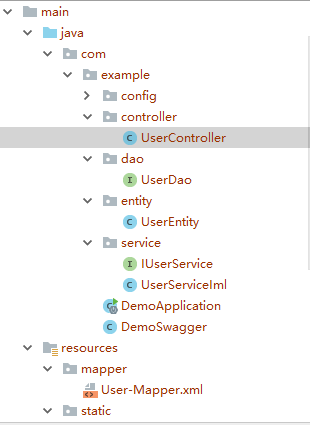 main
java
com
example
config
controller
UserController
dao
UserDao
entity
UserEntity
service
IUserService
UserServiceIml
DemoApplication
DemoSwagger
resources
mapper
User-Mapper.xml
static